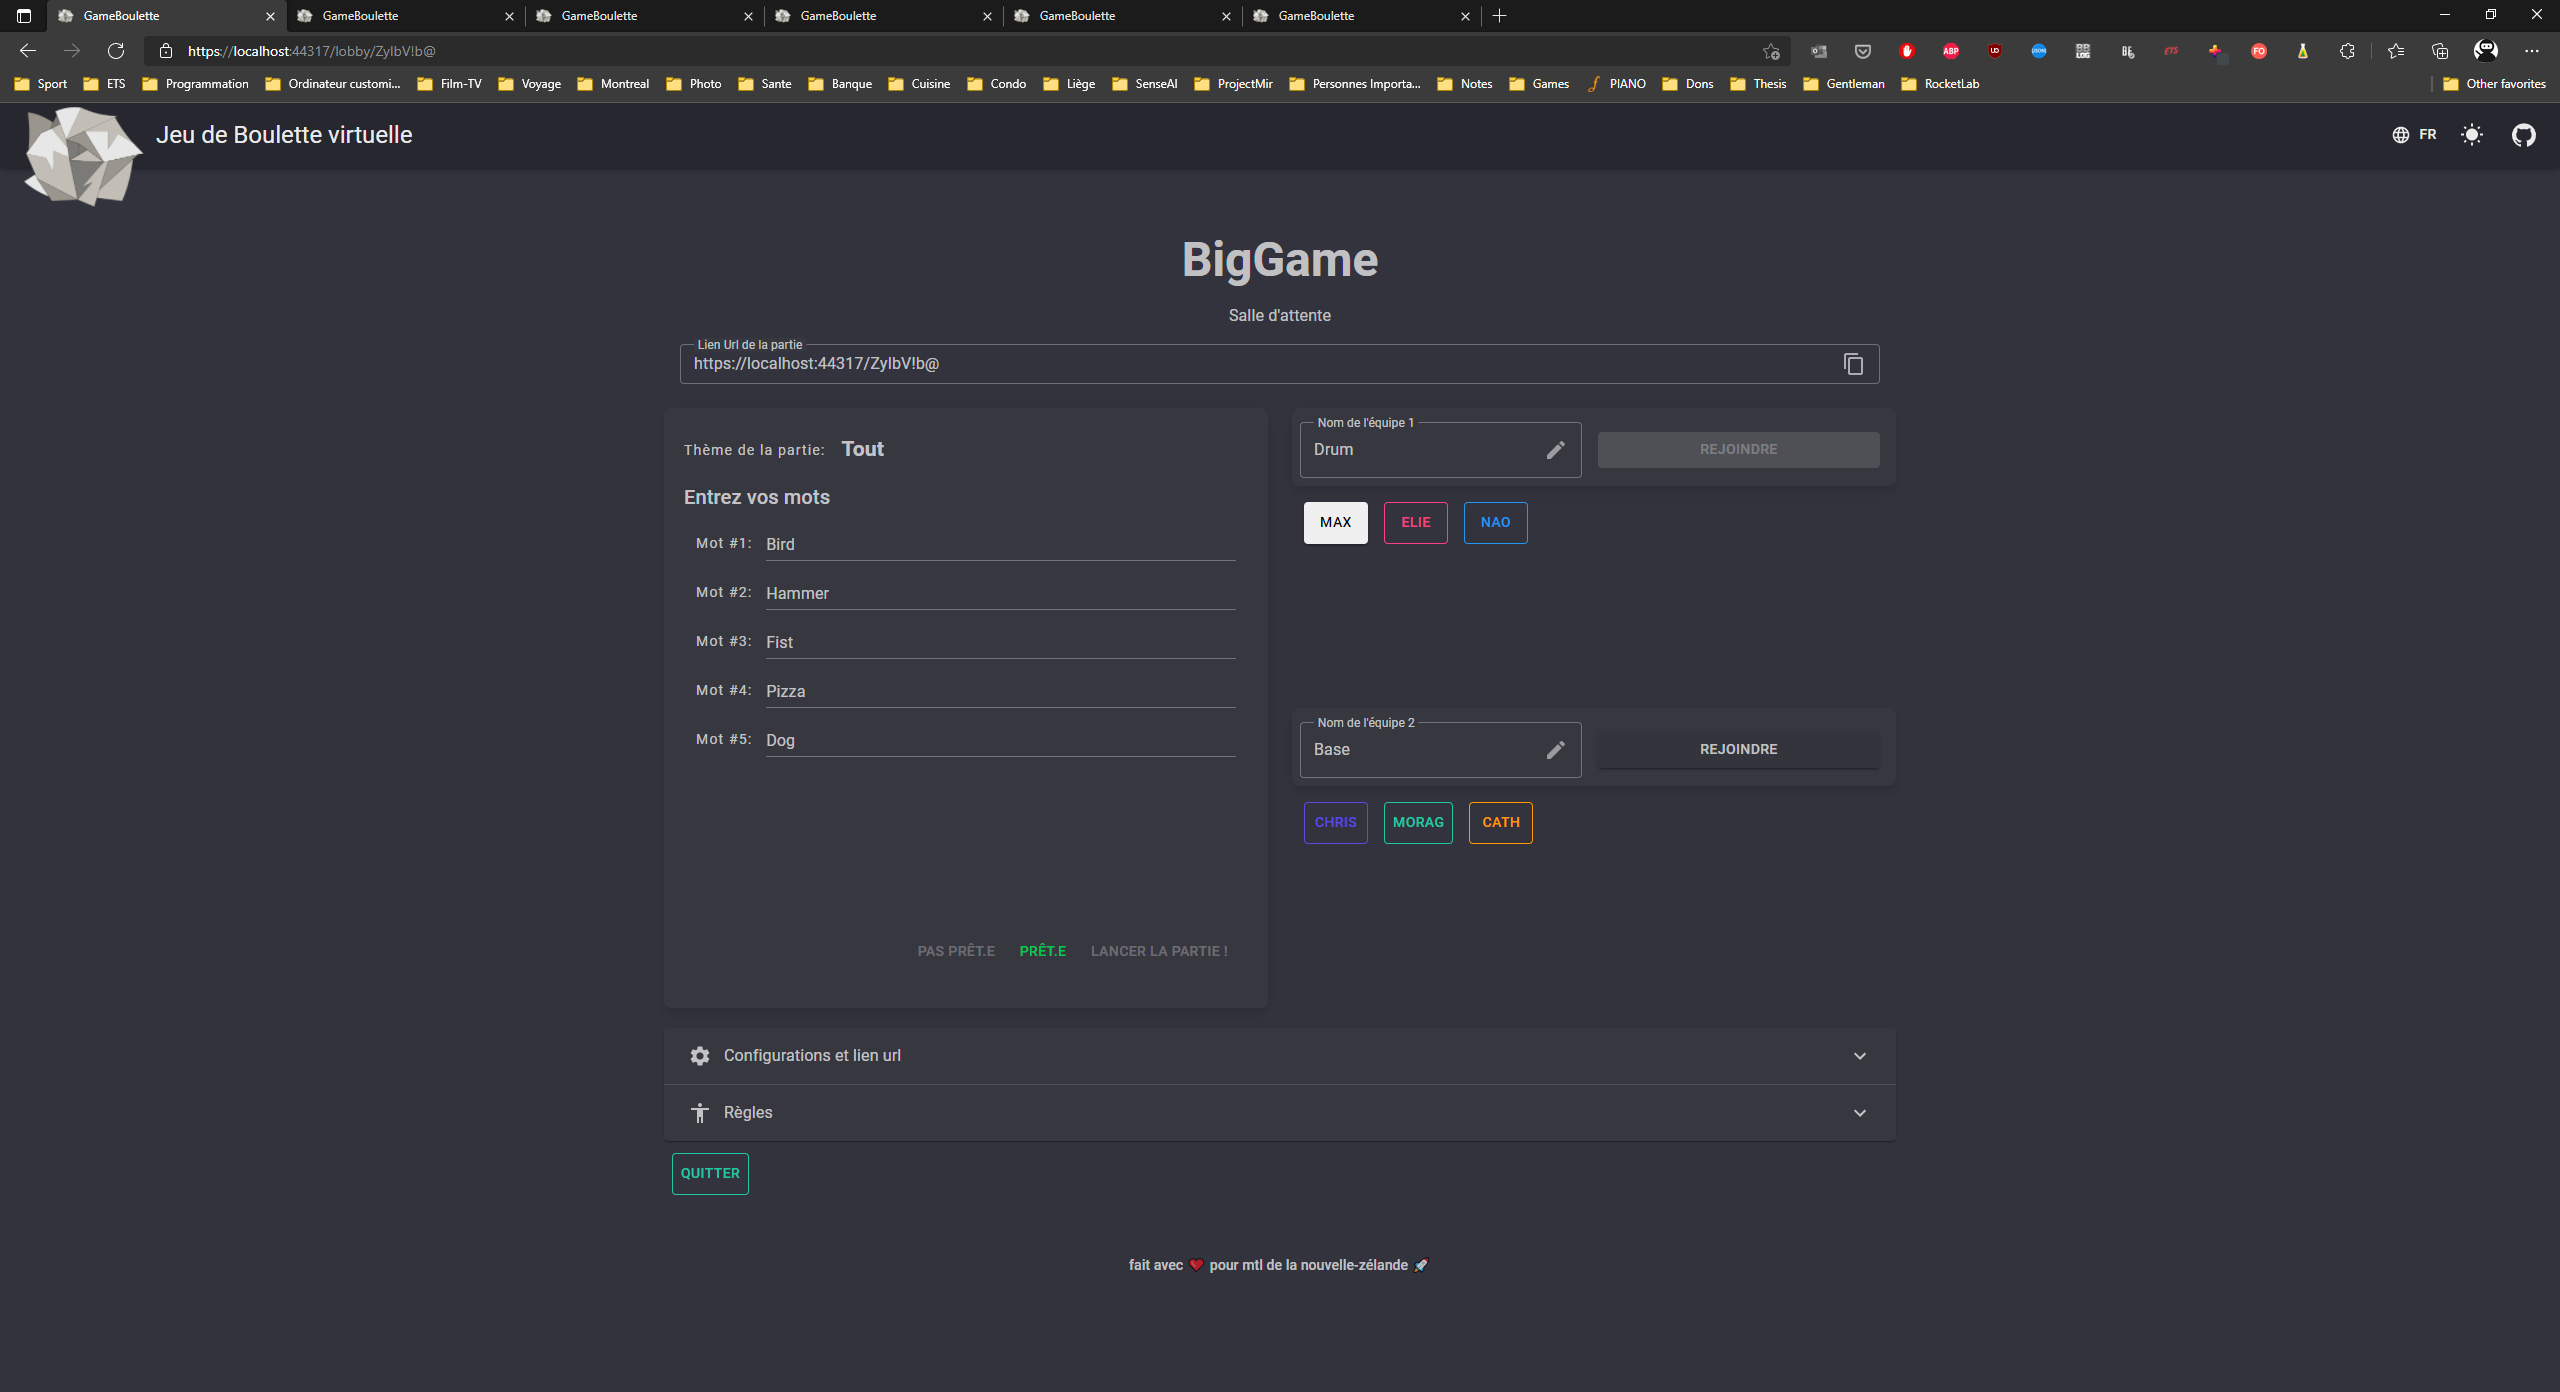 GameBoulette GameBoulette GameBoulette GameBoulette GameBoulette GameBoulette
https://localhost:44317/lobby/ZylbV!b@
Sport ETS Programmation Ordinateur customi... Film-TV Voyage Montreal Photo Sante Banque Cuisine Condo Liège SenseAI ProjectMir Personnes Importa... Notes Games PIANO Dons Thesis Gentleman RocketLab Other favorites
Jeu de Boulette virtuelle
FR
BigGame
Salle d'attente
Lien Url de la partie
https://localhost:44317/ZylbV!b@
Thème de la partie: Tout
Entrez vos mots
Mot #1: Bird
Mot #2: Hammer
Mot #3: Fist
Mot #4: Pizza
Mot #5: Dog
PAS PRÊT.E PRÊT.E LANCER LA PARTIE !
Nom de l'équipe 1
Drum
REJOINDRE
MAX ELIE NAO
Nom de l'équipe 2
Base
REJOINDRE
CHRIS MORAG CATH
Configurations et lien url
Règles
QUITTER
fait avec ❤️ pour mtl de la nouvelle-zélande 🚀